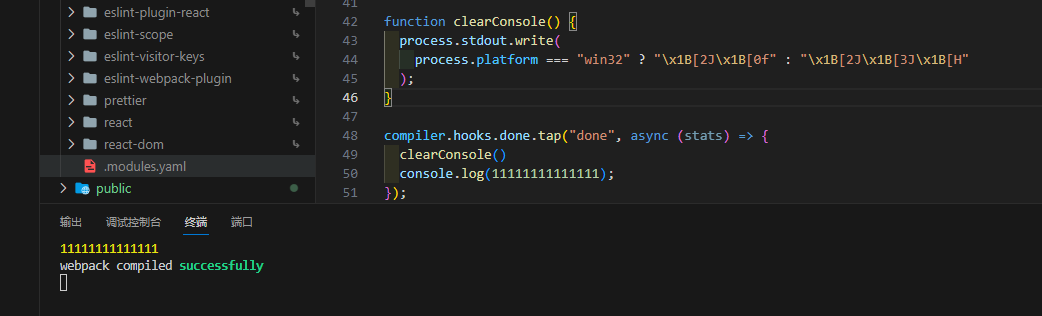 eslint-plugin-react
eslint-scope
eslint-visitor-keys
eslint-webpack-plugin
prettier
react
react-dom
.modules.yaml
public
41
42 function clearConsole() {
43 process.stdout.write(
44 process.platform === "win32" ? "\x1B[2J\x1B[0f" : "\x1B[2J\x1B[3J\x1B[H"
45 );
46 }
47
48 compiler.hooks.done.tap("done", async (stats) => {
49 clearConsole()
50 console.log(11111111111111);
51 });
输出 调试控制台 终端 端口
11111111111111
webpack compiled successfully